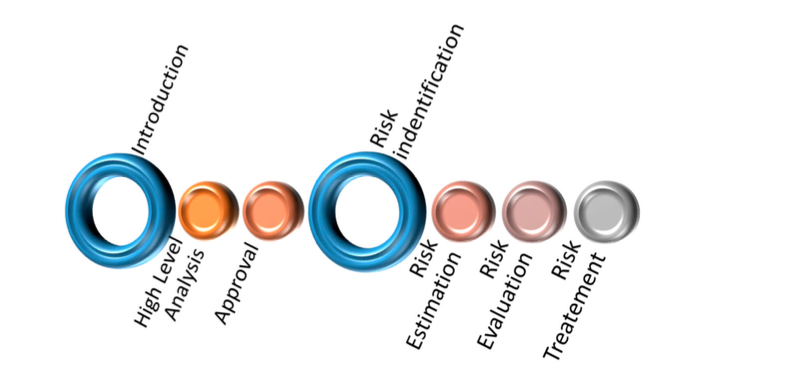 Introduction
High Level
Analysis
Approval
Risk
indentification
Risk
Estimation
Risk
Evaluation
Risk
Treatement